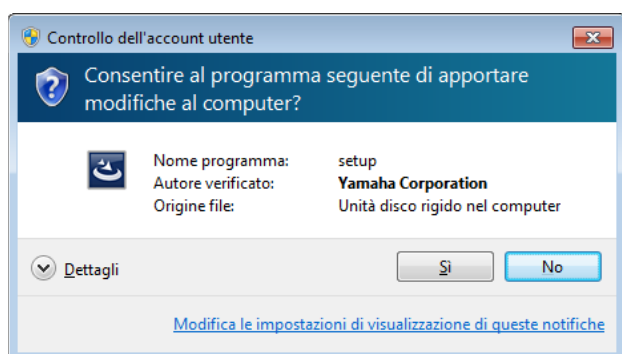 Controllo dell'account utente
Consentire al programma seguente di apportare
modifiche al computer?
Nome programma: setup
Autore verificato: Yamaha Corporation
Origine file: Unità disco rigido nel computer
Dettagli Sì No
Modifica le impostazioni di visualizzazione di queste notifiche